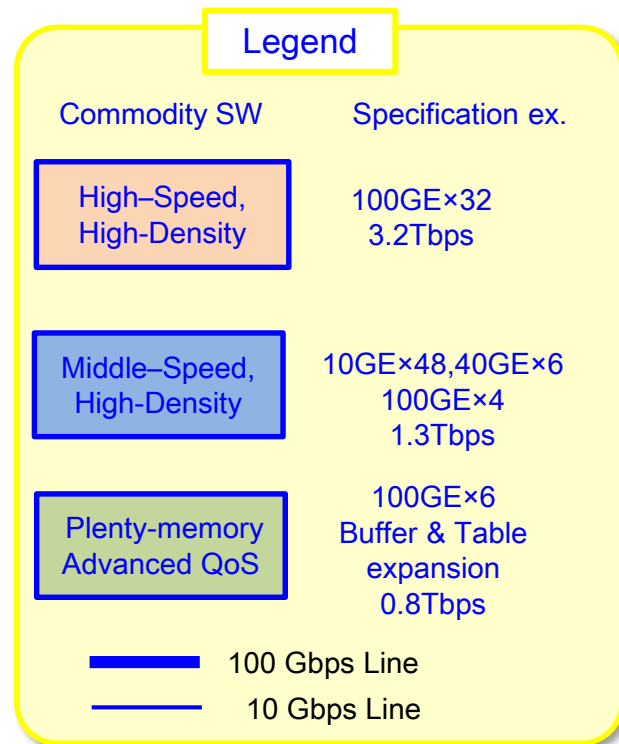 Legend
Commodity SW
Specification ex.
High–Speed,
High-Density
100GE×32
3.2Tbps
Middle–Speed,
High-Density
10GE×48,40GE×6
100GE×4
1.3Tbps
Plenty-memory
Advanced QoS
100GE×6
Buffer & Table
expansion
0.8Tbps
100 Gbps Line
10 Gbps Line